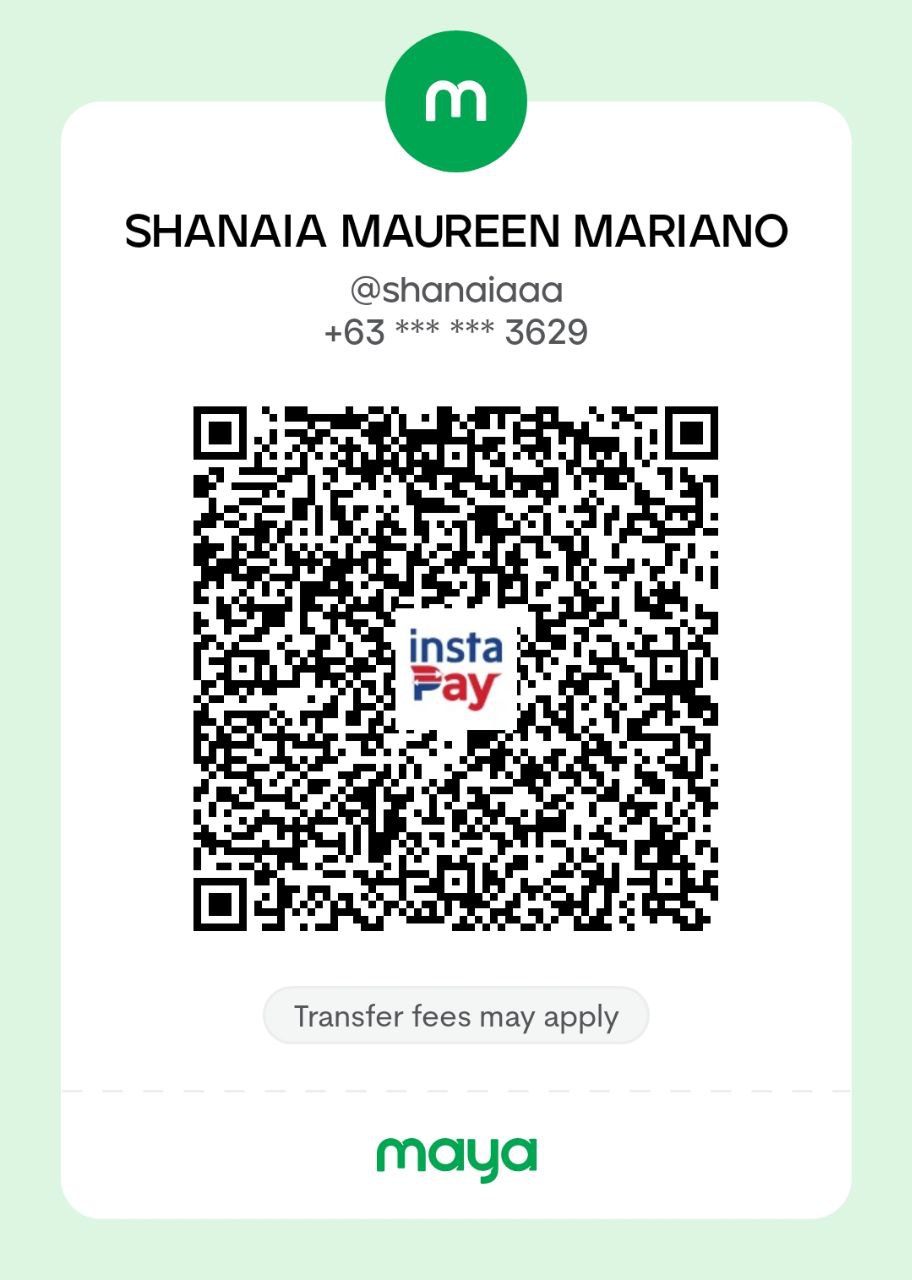 m
SHANAIA MAUREEN MARIANO
@shanaiaaa
+63 *** *** 3629
insta
Pay
Transfer fees may apply
maya